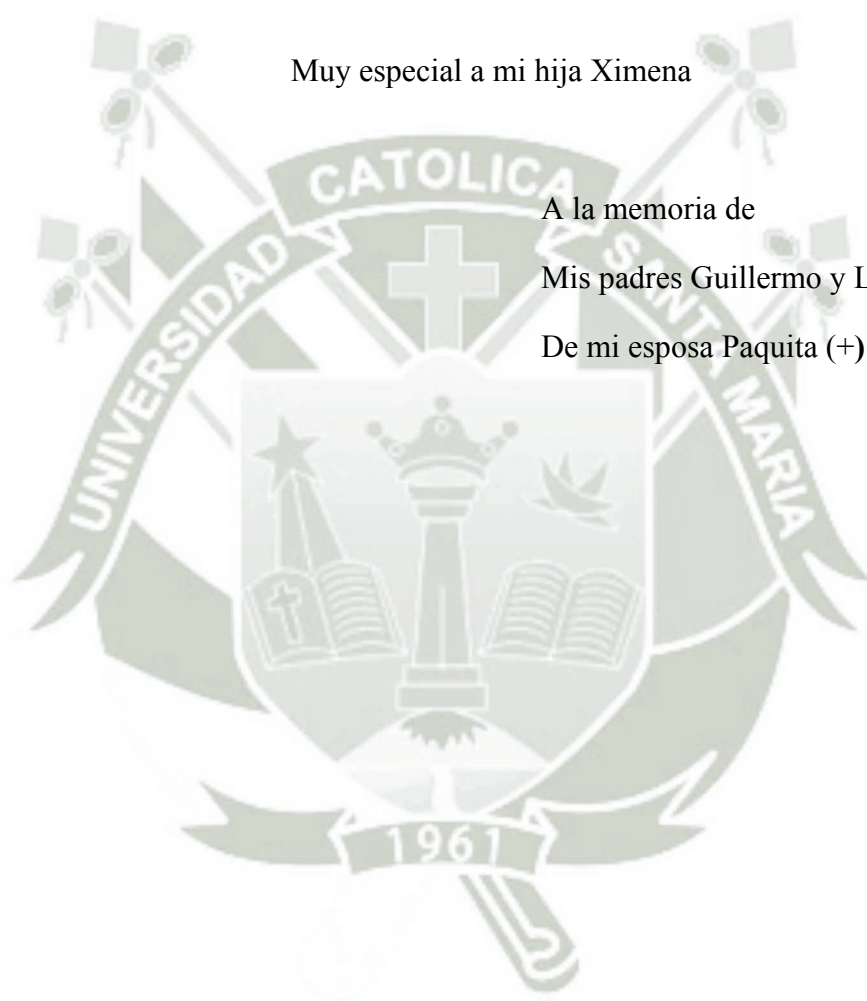 Muy especial a mi hija Ximena
A la memoria de
Mis padres Guillermo y
De mi esposa Paquita (+)
UNIVERSIDAD CATOLICA SANTA MARIA
1961